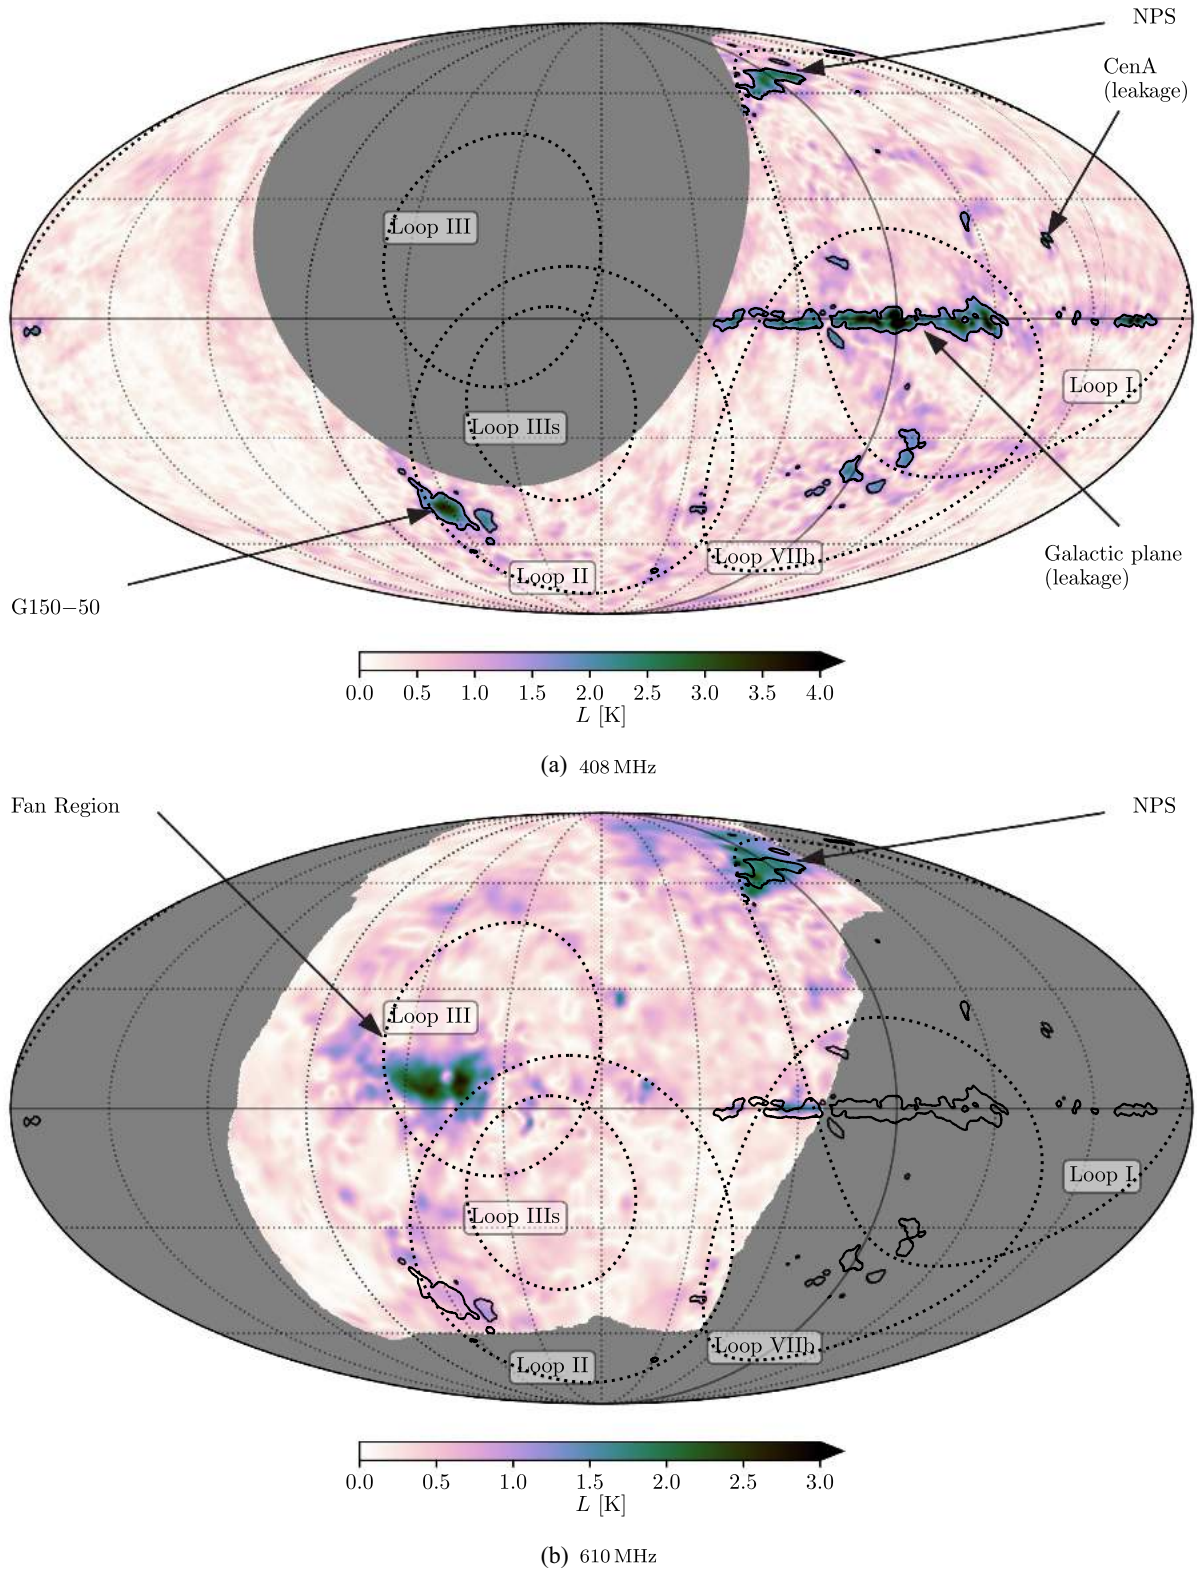 NPS
CenA
(leakage)
Loop III
Loop IIIs
Loop I
Loop VIIb
Galactic plane
(leakage)
Loop II
G150−50
0.0 0.5 1.0 1.5 2.0 2.5 3.0 3.5 4.0
L [K]
(a) 408 MHz
Fan Region
NPS
Loop III
Loop I
Loop IIIs
Loop VIIb
Loop II
0.0 0.5 1.0 1.5 2.0 2.5 3.0
L [K]
(b) 610 MHz